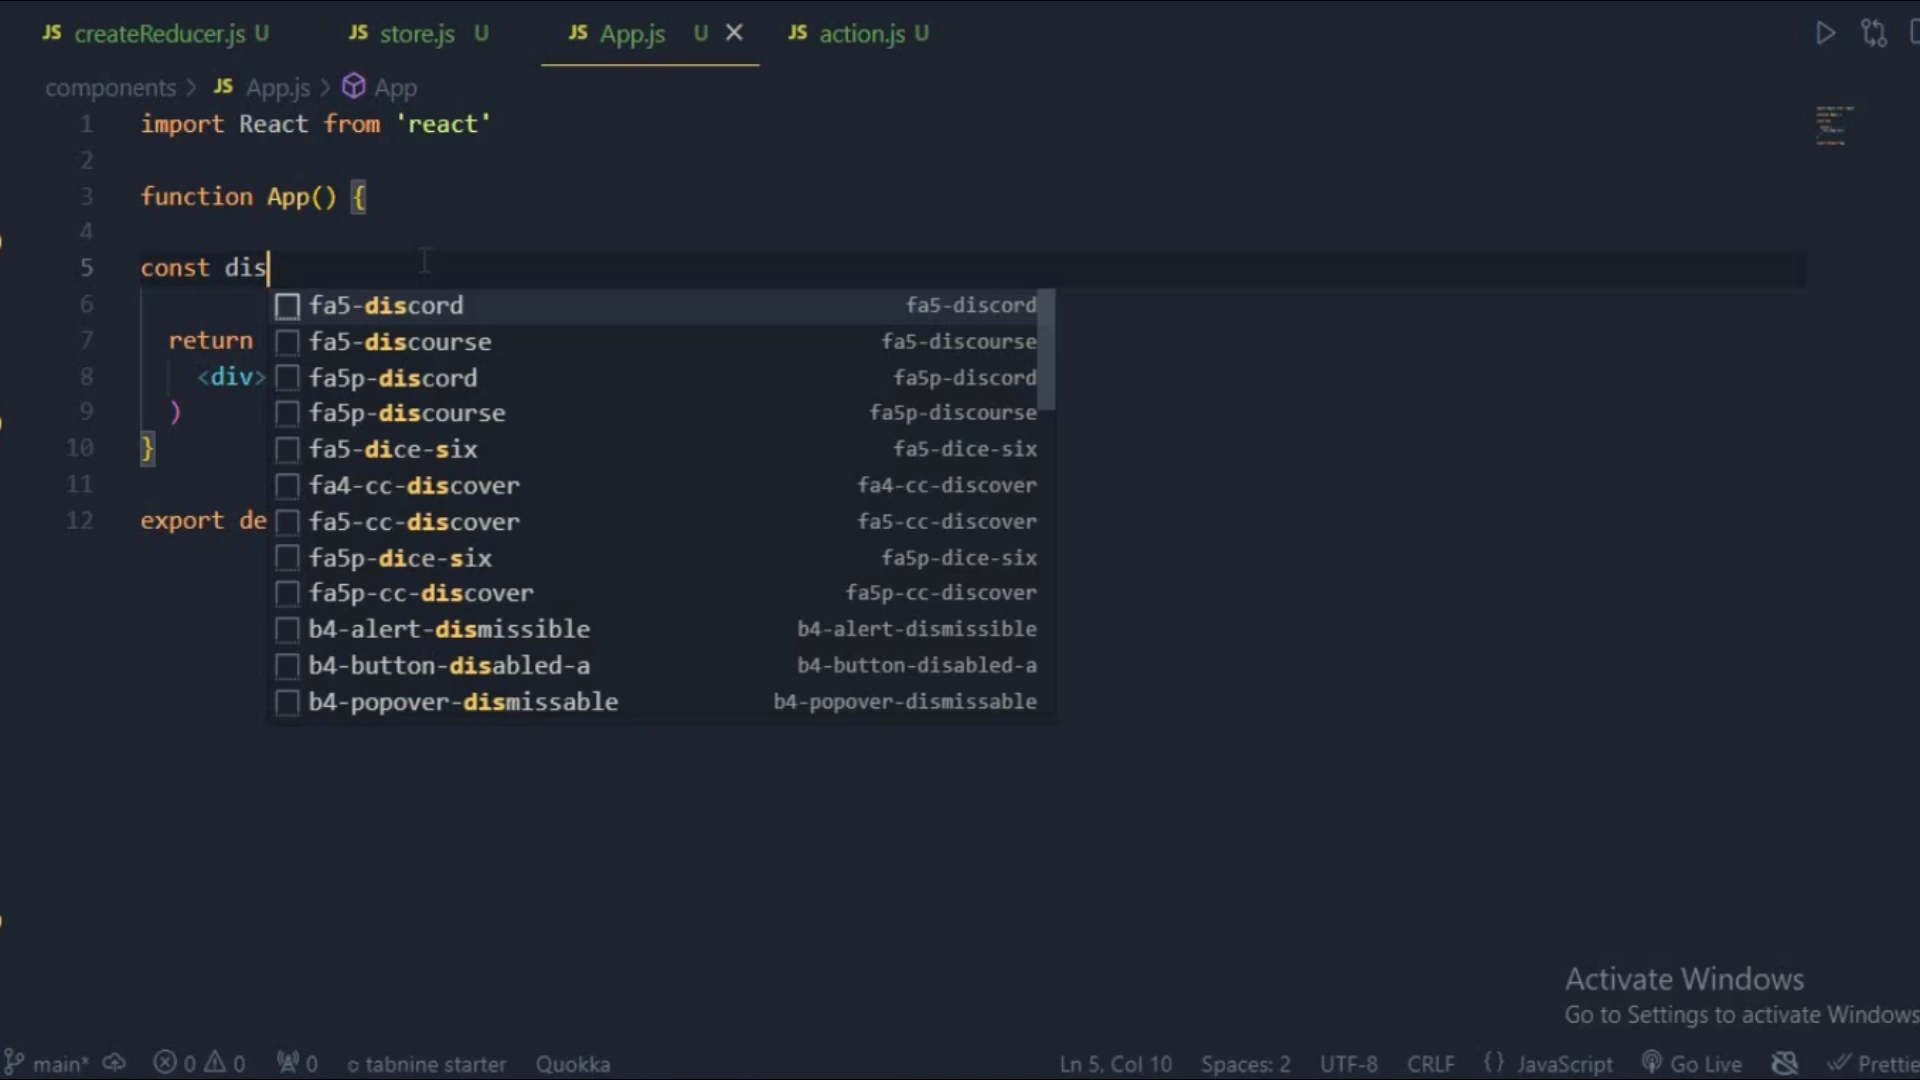 JS createReducer.js U JS store.js U JS App.js U JS action.js U
components > JS App.js > App
1 import React from 'react'
2
3 function App() {
4
5 const dis
6
7 return
8 <div>
9 )
10 }
11
12 export de
fa5-discord fa5-discord
fa5-discourse fa5-discourse
fa5p-discord fa5p-discord
fa5p-discourse fa5p-discourse
fa5-dice-six fa5-dice-six
fa4-cc-discover fa4-cc-discover
fa5-cc-discover fa5-cc-discover
fa5p-dice-six fa5p-dice-six
fa5p-cc-discover fa5p-cc-discover
b4-alert-dismissible b4-alert-dismissible
b4-button-disabled-a b4-button-disabled-a
b4-popover-dismissable b4-popover-dismissable
Activate Windows
Go to Settings to activate Windows
main* 0 0 0 tabnine starter Quokka Ln 5, Col 10 Spaces: 2 UTF-8 CRLF {} JavaScript Go Live Prettie